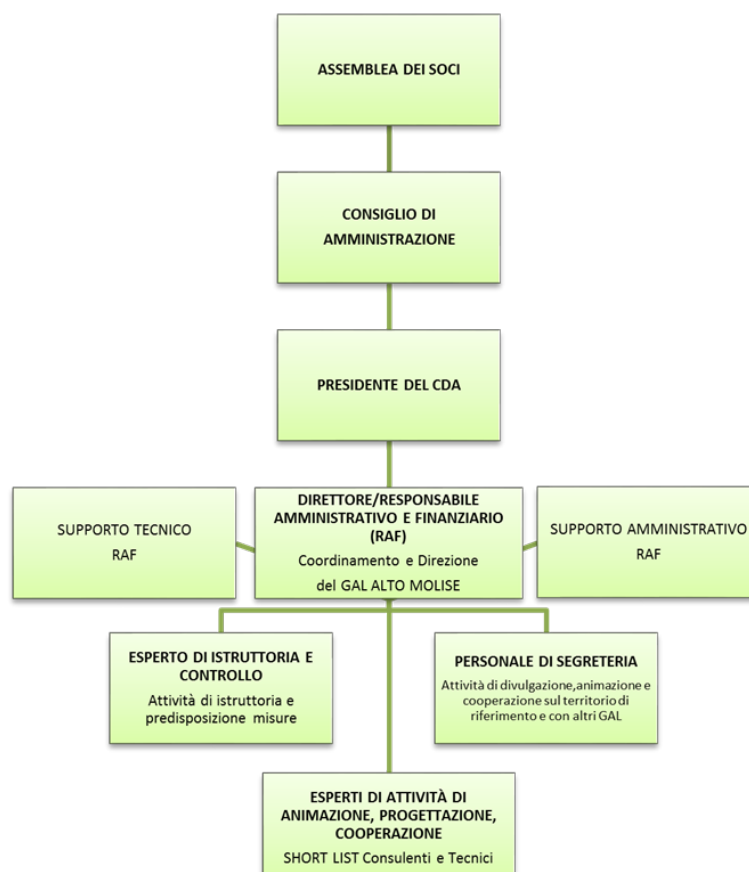 ASSEMBLEA DEI SOCI
CONSIGLIO DI
AMMINISTRAZIONE
PRESIDENTE DEL CDA
SUPPORTO TECNICO
RAF
DIRETTORE/RESPONSABILE
AMMINISTRATIVO E FINANZIARIO
(RAF)
Coordinamento e Direzione
del GAL ALTO MOLISE
SUPPORTO AMMINISTRATIVO
RAF
ESPERTO DI ISTRUTTORIA E
CONTROLLO
Attività di istruttoria e
predisposizione misure
PERSONALE DI SEGRETERIA
Attività di divulgazione,animazione e
cooperazione sul territorio di
riferimento e con altri GAL
ESPERTI DI ATTIVITÀ DI
ANIMAZIONE, PROGETTAZIONE,
COOPERAZIONE
SHORT LIST Consulenti e Tecnici